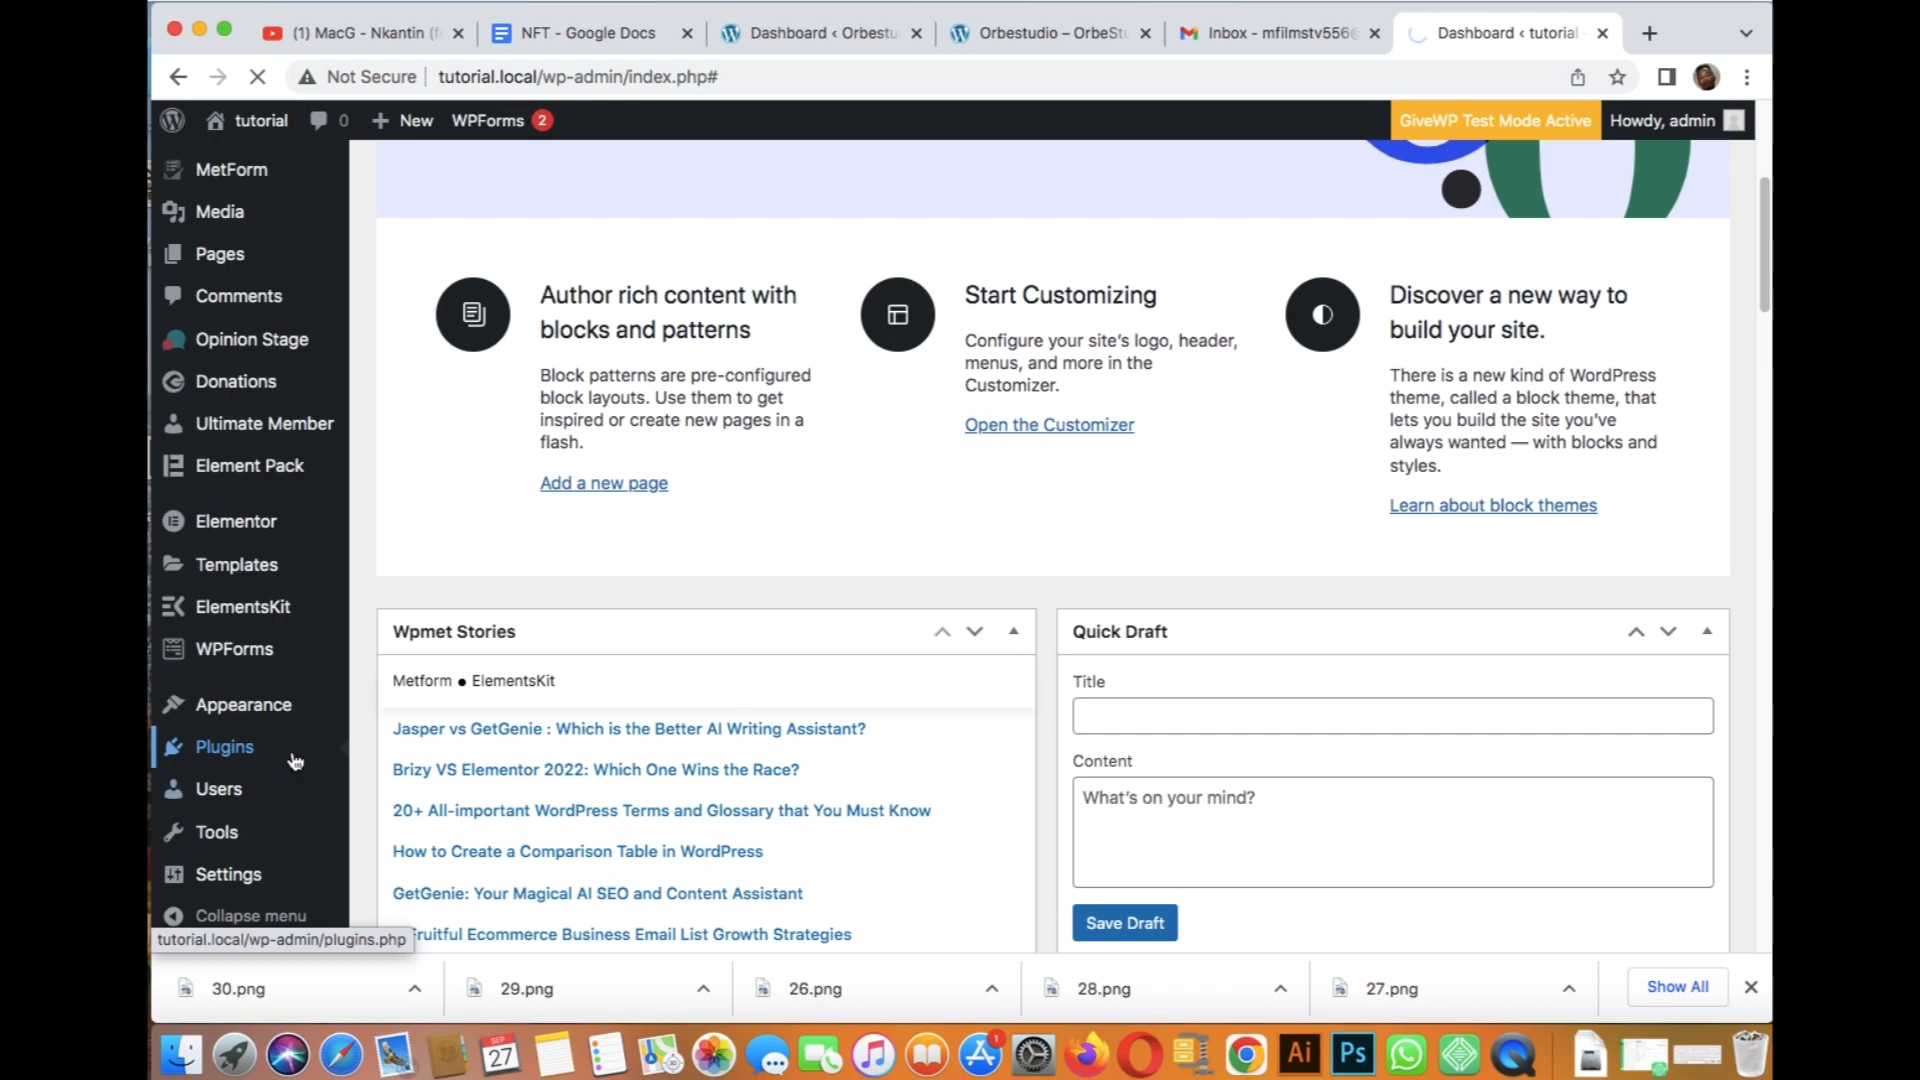 (1) MacG - Nkantin (f
NFT - Google Docs
Dashboard ‹ Orbestu
Orbestudio – OrbeSt
Inbox - mfilmstv556@
Dashboard ‹ tutorial
Not Secure
tutorial.local/wp-admin/index.php#
tutorial
0
New
WPForms 2
GiveWP Test Mode Active
Howdy, admin
MetForm
Media
Pages
Comments
Opinion Stage
Donations
Ultimate Member
Element Pack
Elementor
Templates
ElementsKit
WPForms
Appearance
Plugins
Users
Tools
Settings
Collapse menu
tutorial.local/wp-admin/plugins.php
Author rich content with
blocks and patterns
Block patterns are pre-configured
block layouts. Use them to get
inspired or create new pages in a
flash.
Add a new page
Start Customizing
Configure your site's logo, header,
menus, and more in the
Customizer.
Open the Customizer
Discover a new way to
build your site.
There is a new kind of WordPress
theme, called a block theme, that
lets you build the site you've
always wanted — with blocks and
styles.
Learn about block themes
Wpmet Stories
Metform ● ElementsKit
Jasper vs GetGenie : Which is the Better AI Writing Assistant?
Brizy VS Elementor 2022: Which One Wins the Race?
20+ All-important WordPress Terms and Glossary that You Must Know
How to Create a Comparison Table in WordPress
GetGenie: Your Magical AI SEO and Content Assistant
Fruitful Ecommerce Business Email List Growth Strategies
Quick Draft
Title
Content
What's on your mind?
Save Draft
30.png
29.png
26.png
28.png
27.png
Show All
SEP
27
1
Ai
Ps